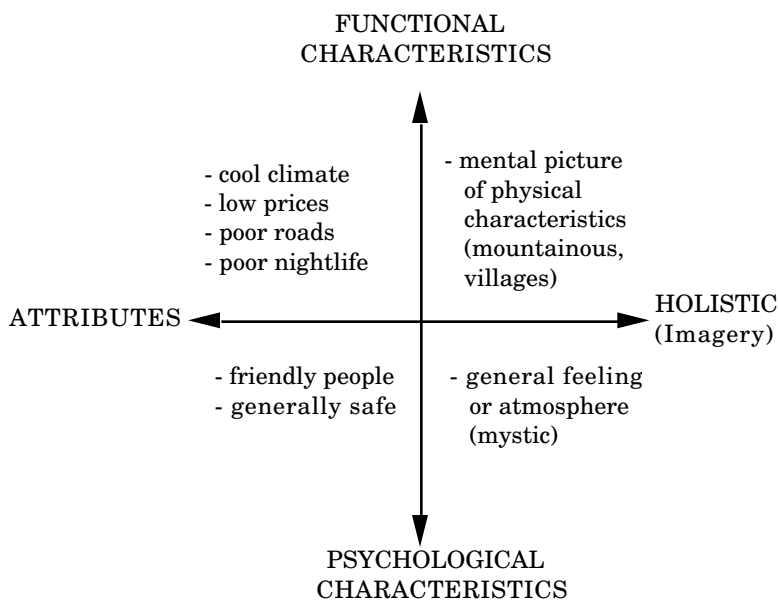 FUNCTIONAL
CHARACTERISTICS
- cool climate
- low prices
- poor roads
- poor nightlife
- mental picture
of physical
characteristics
(mountainous,
villages)
ATTRIBUTES
HOLISTIC
(Imagery)
- friendly people
- generally safe
- general feeling
or atmosphere
(mystic)
PSYCHOLOGICAL
CHARACTERISTICS